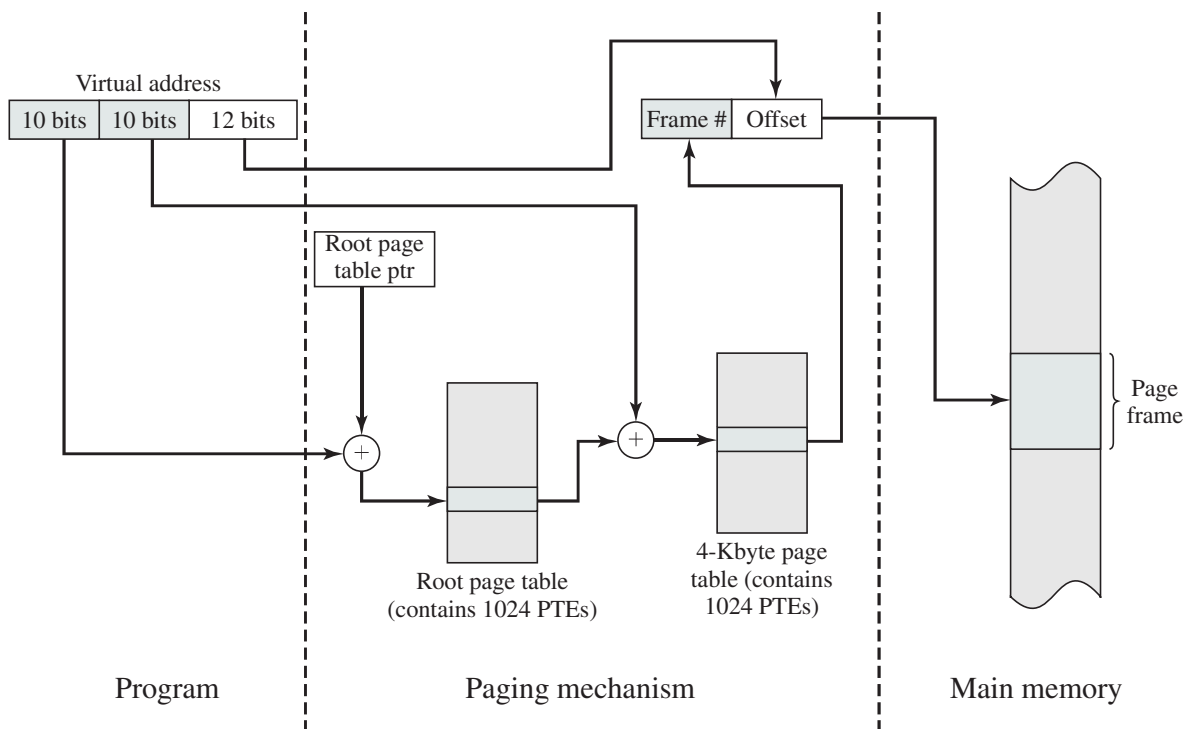 Virtual address
10 bits
10 bits
12 bits
Frame #
Offset
Root page
table ptr
+
+
Page
frame
Root page table
(contains 1024 PTEs)
4-Kbyte page
table (contains
1024 PTEs)
Program
Paging mechanism
Main memory